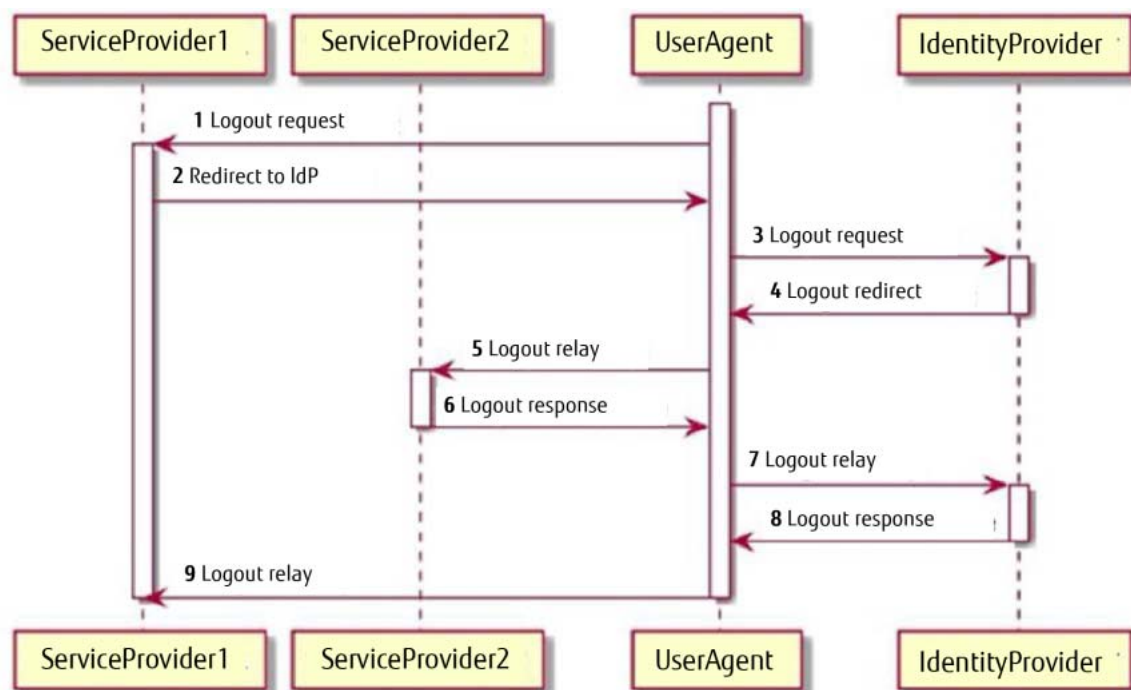 ServiceProvider1
ServiceProvider2
UserAgent
IdentityProvider
1 Logout request
2 Redirect to IdP
3 Logout request
4 Logout redirect
5 Logout relay
6 Logout response
7 Logout relay
8 Logout response
9 Logout relay
ServiceProvider1
ServiceProvider2
UserAgent
IdentityProvider